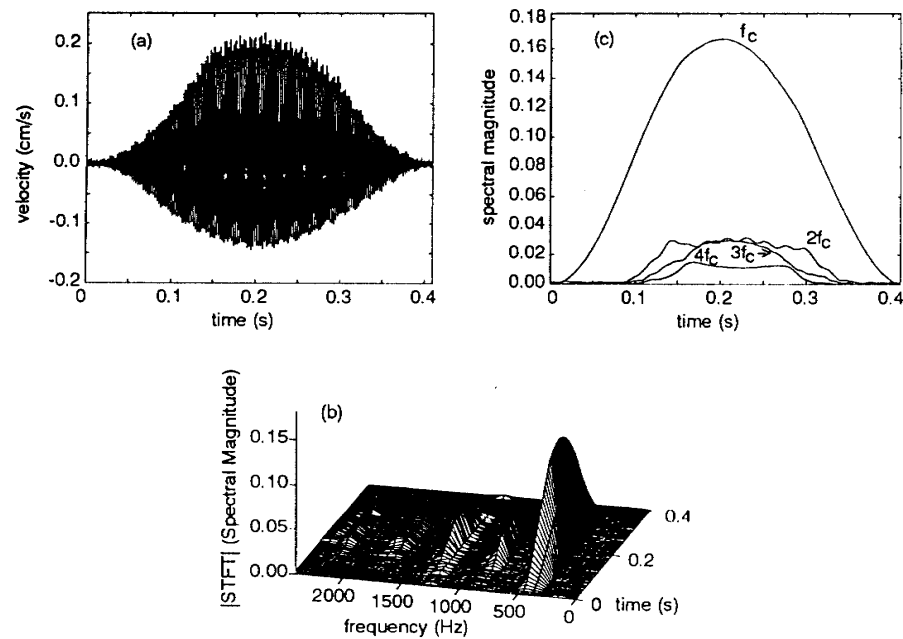 (a)
velocity (cm/s)
0.2
0.1
0.0
-0.1
-0.2
0 0.1 0.2 0.3 0.4
time (s)
(c)
fc
spectral magnitude
0.18
0.16
0.14
0.12
0.10
0.08
0.06
0.04
0.02
0.00
2fc
4fc 3fc
0 0.1 0.2 0.3 0.4
time (s)
(b)
|STFT| (Spectral Magnitude)
0.15
0.10
0.05
0.00
2000 1500 1000 500 0
frequency (Hz)
0 0.2 0.4
time (s)